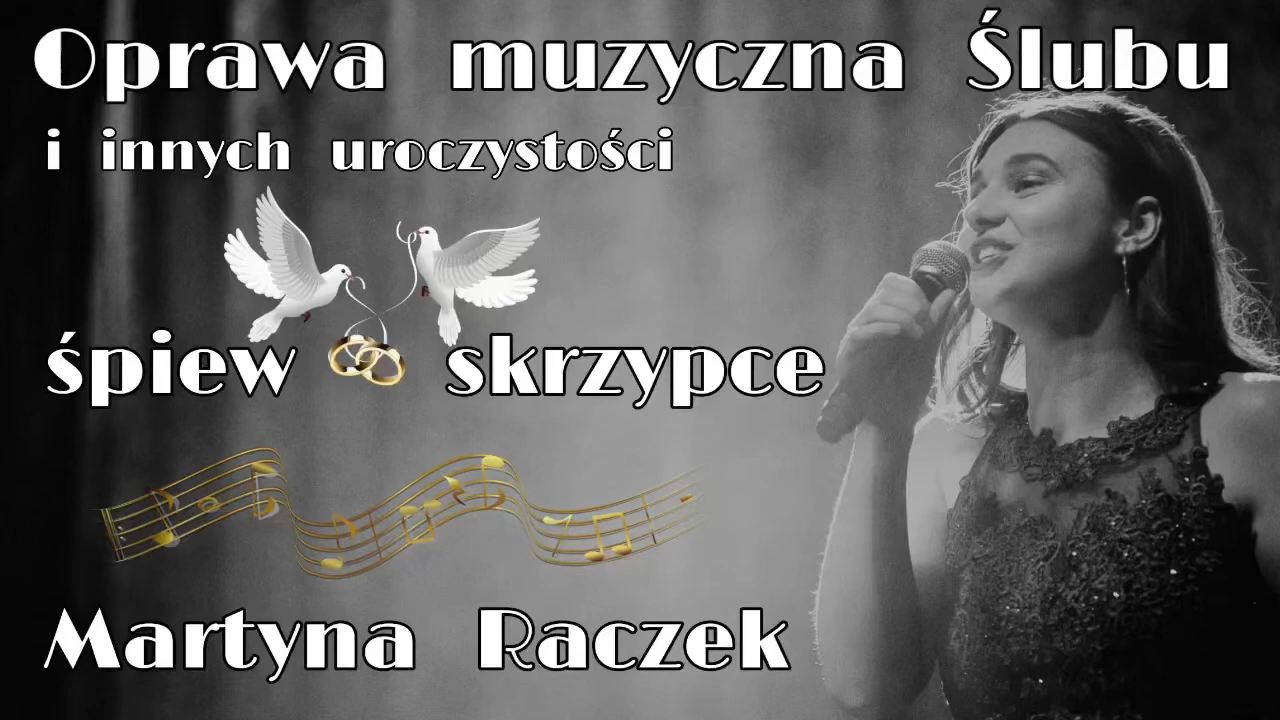 Oprawa muzyczna Ślubu
i innych uroczystości
śpiew skrzypce
Martyna Raczek